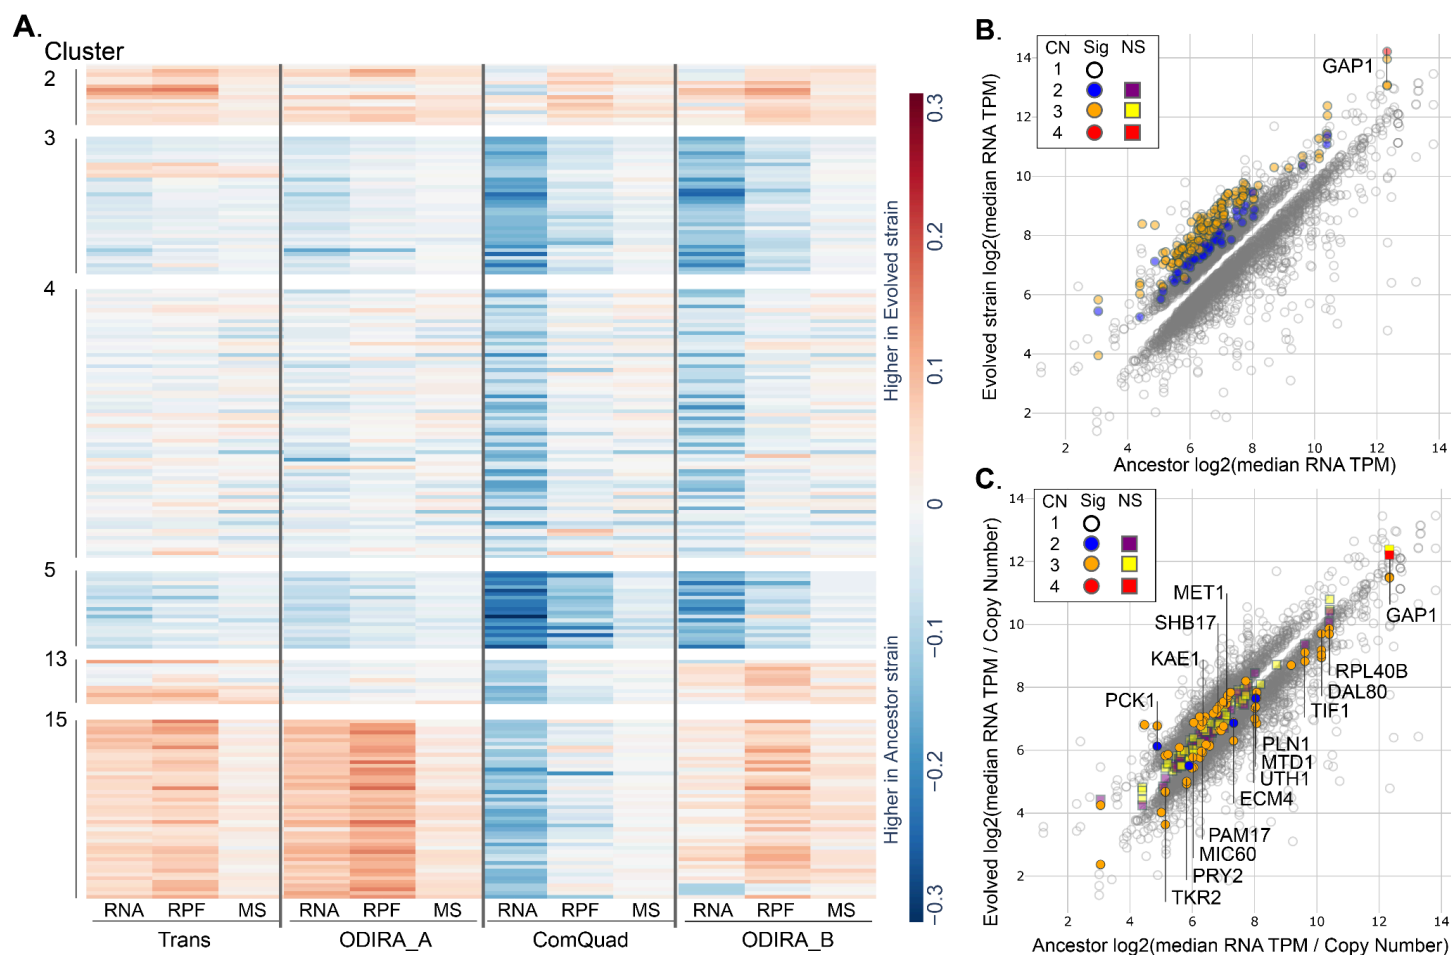 A.
Cluster
2
3
4
5
13
15
RNA RPF MS RNA RPF MS RNA RPF MS RNA RPF MS
Trans ODIRA_A ComQuad ODIRA_B
0.3
0.2
0.1
0
−0.1
−0.2
−0.3
Higher in Evolved strain
Higher in Ancestor strain
B.
CN Sig NS
1
2
3
4
GAP1
Evolved strain log2(median RNA TPM)
14
12
10
8
6
4
2
2 4 6 8 10 12 14
Ancestor log2(median RNA TPM)
C.
CN Sig NS
1
2
3
4
Evolved log2(median RNA TPM / Copy Number)
14
12
10
8
6
4
2
MET1
SHB17
KAE1
PCK1
GAP1
RPL40B
DAL80
TIF1
PLN1
MTD1
UTH1
ECM4
PAM17
MIC60
PRY2
TKR2
2 4 6 8 10 12 14
Ancestor log2(median RNA TPM / Copy Number)